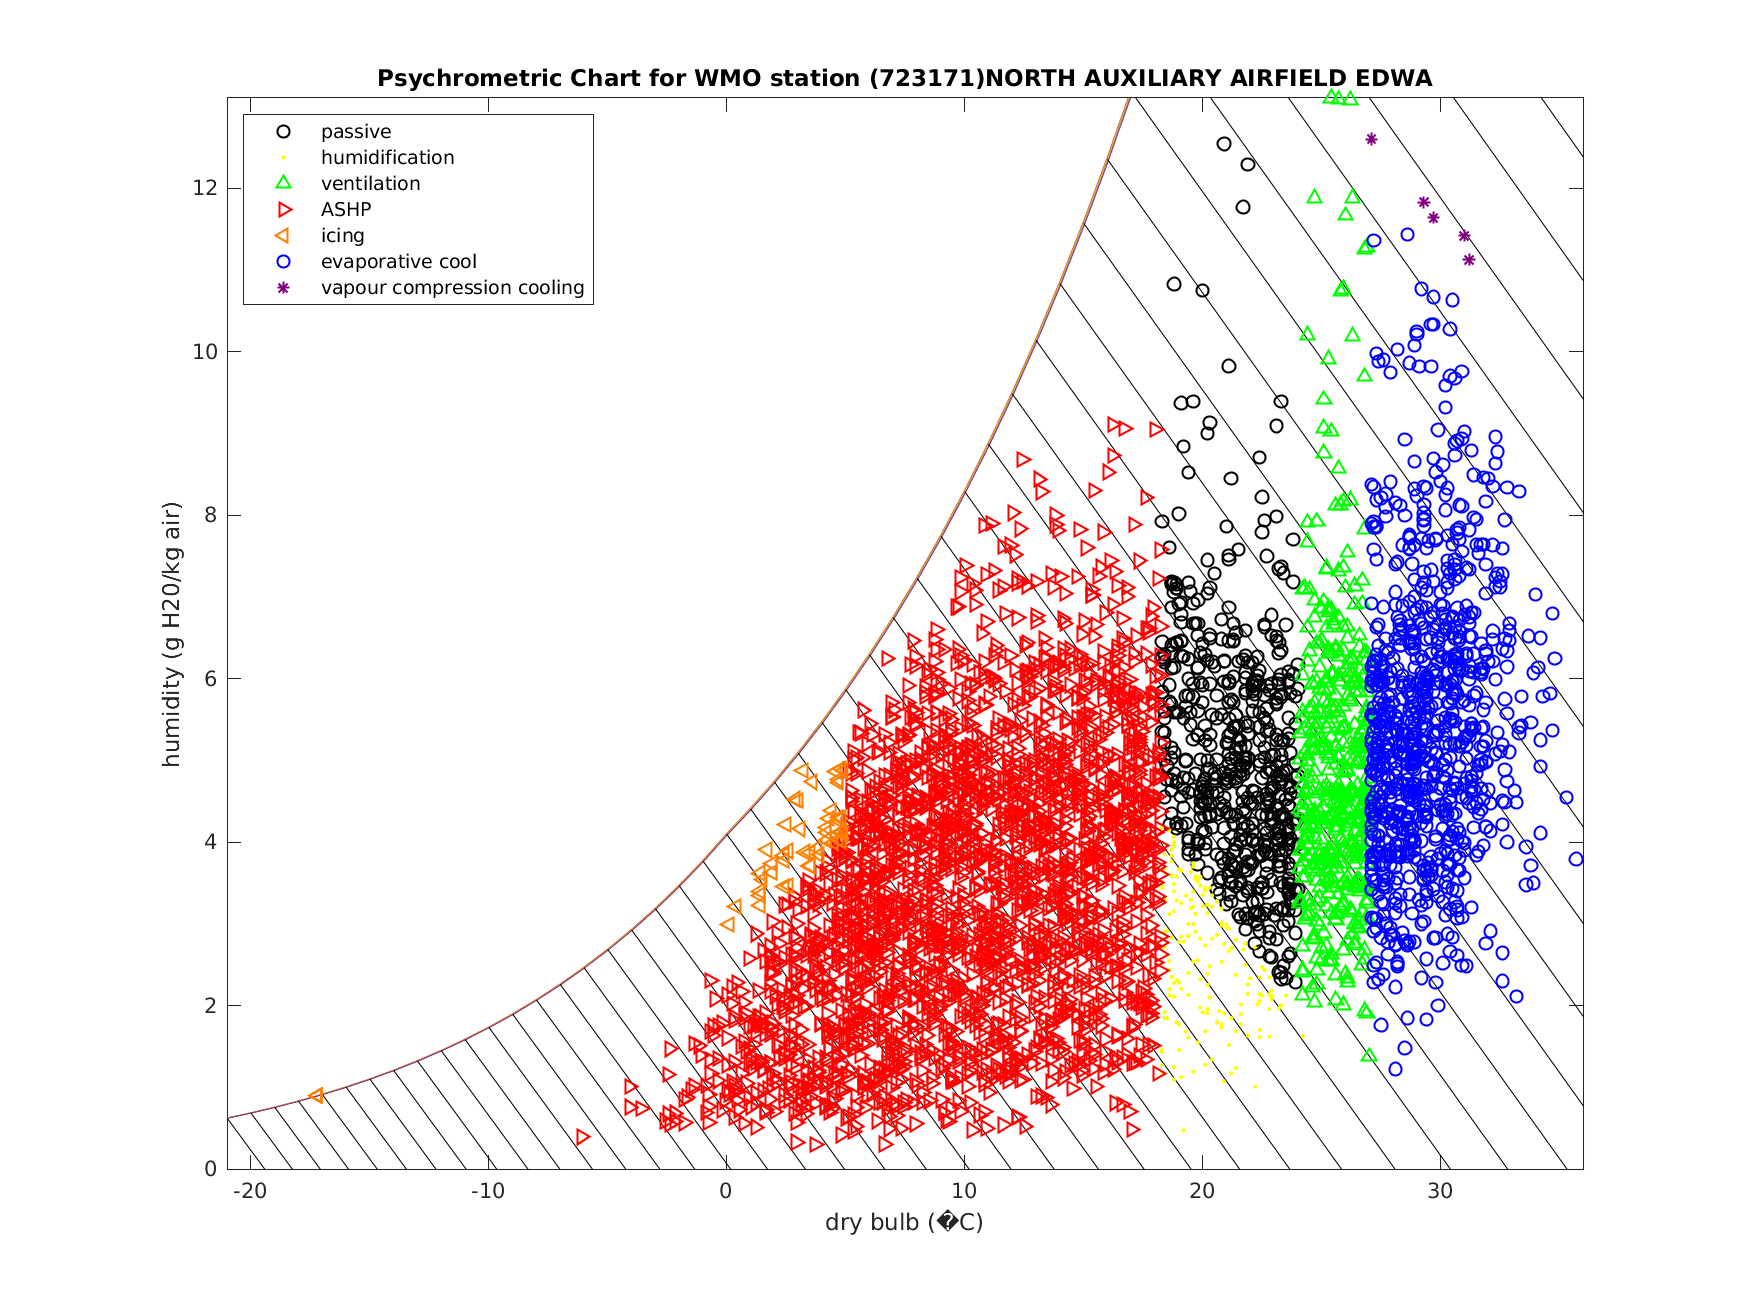 Psychrometric Chart for WMO station (723171)NORTH AUXILIARY AIRFIELD EDWA
passive
humidification
ventilation
ASHP
icing
evaporative cool
vapour compression cooling
humidity (g H20/kg air)
12
10
8
6
4
2
0
-20 -10 0 10 20 30
dry bulb (�C)